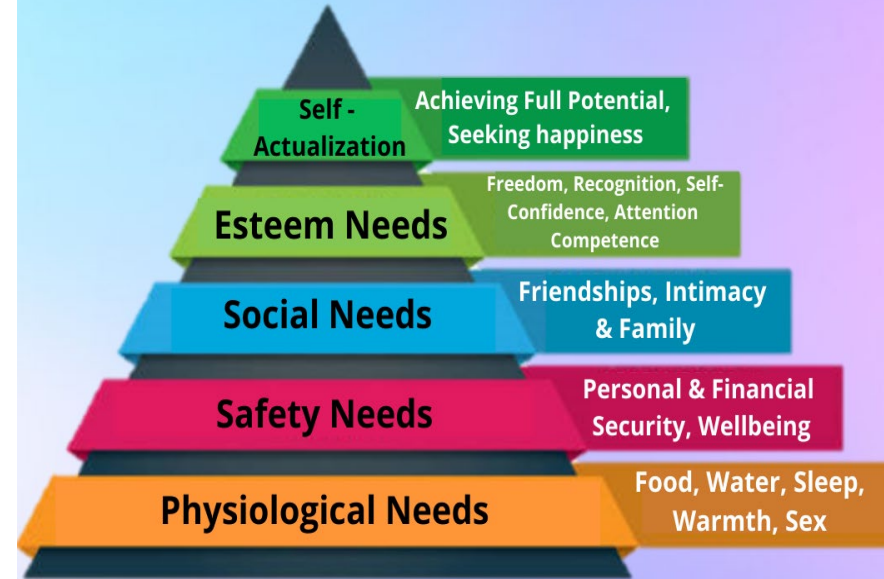 Self -
Actualization
Achieving Full Potential,
Seeking happiness
Esteem Needs
Freedom, Recognition, Self-
Confidence, Attention
Competence
Social Needs
Friendships, Intimacy
& Family
Safety Needs
Personal & Financial
Security, Wellbeing
Physiological Needs
Food, Water, Sleep,
Warmth, Sex